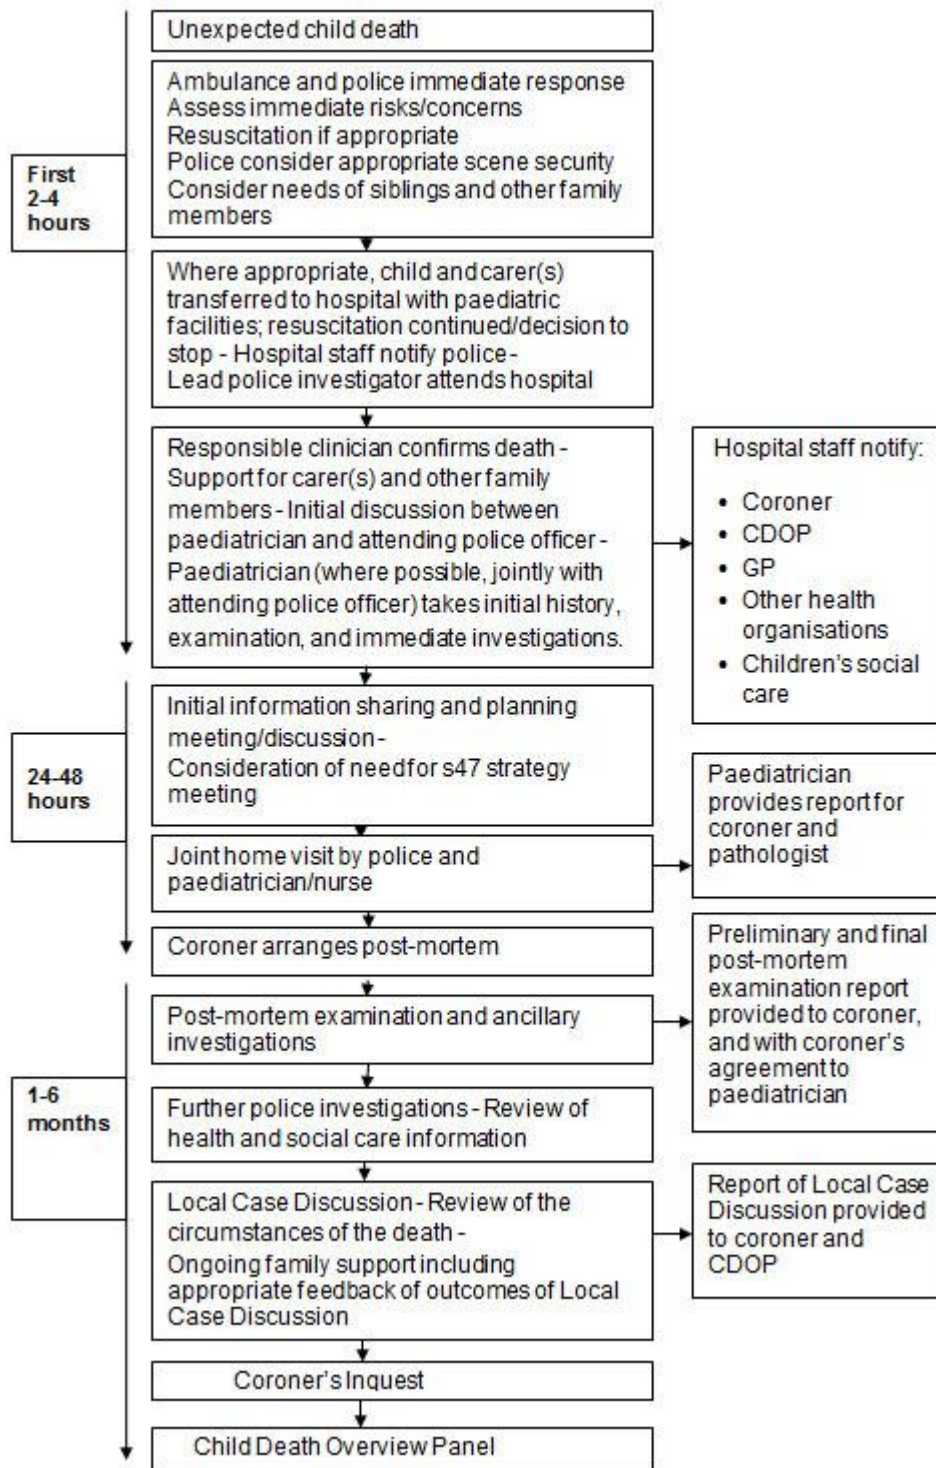 Unexpected child death
Ambulance and police immediate response
Assess immediate risks/concerns
Resuscitation if appropriate
Police consider appropriate scene security
Consider needs of siblings and other family
members
First
2-4
hours
Where appropriate, child and carer(s)
transferred to hospital with paediatric
facilities; resuscitation continued/decision to
stop - Hospital staff notify police -
Lead police investigator attends hospital
Responsible clinician confirms death -
Support for carer(s) and other family
members - Initial discussion between
paediatrician and attending police officer -
Paediatrician (where possible, jointly with
attending police officer) takes initial history,
examination, and immediate investigations.
Hospital staff notify:
• Coroner
• CDOP
• GP
• Other health
organisations
• Children's social
care
24-48
hours
Initial information sharing and planning
meeting/discussion-
Consideration of need for s47 strategy
meeting
Joint home visit by police and
paediatrician/nurse
Paediatrician
provides report for
coroner and
pathologist
Coroner arranges post-mortem
1-6
months
Post-mortem examination and ancillary
investigations
Preliminary and final
post-mortem
examination report
provided to coroner,
and with coroner's
agreement to
paediatrician
Further police investigations - Review of
health and social care information
Local Case Discussion - Review of the
circumstances of the death -
Ongoing family support including
appropriate feedback of outcomes of Local
Case Discussion
Report of Local Case
Discussion provided
to coroner and
CDOP
Coroner's Inquest
Child Death Overview Panel